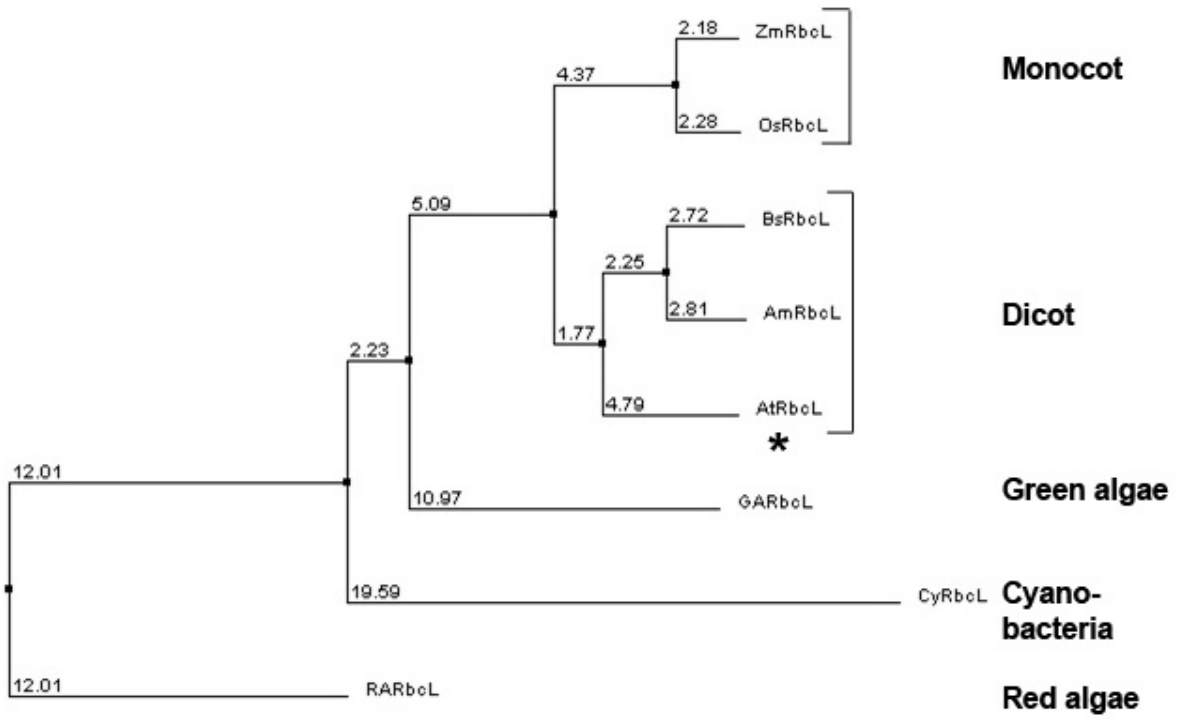 2.18 ZmRbcL
Monocot
4.37
2.28 OsRbcL
5.09
2.72 BsRbcL
2.25
2.81 AmRbcL
Dicot
1.77
2.23
4.79 AtRbcL
*
12.01
Green algae
10.97 GARbcL
19.59 CyRbcL
Cyano-
bacteria
12.01 RARbcL
Red algae